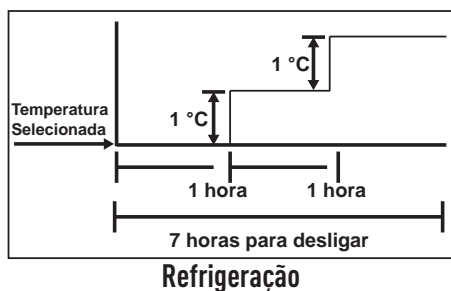 1 °C
1 °C
Temperatura
Selecionada
1 hora
1 hora
7 horas para desligar
Refrigeração